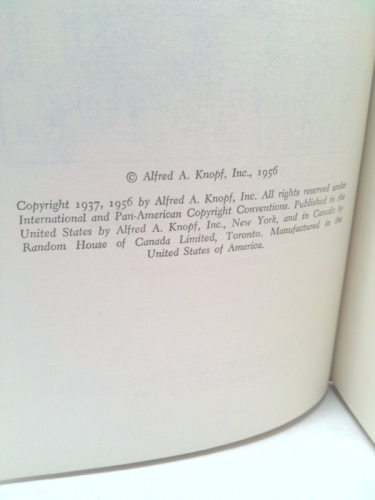 © Alfred A. Knopf, Inc., 1956
Copyright 1937, 1956 by Alfred A. Knopf, Inc. All rights reserved under
International and Pan-American Copyright Conventions. Published in the
United States by Alfred A. Knopf, Inc., New York, and in Canada by
Random House of Canada Limited, Toronto. Manufactured in the
United States of America.